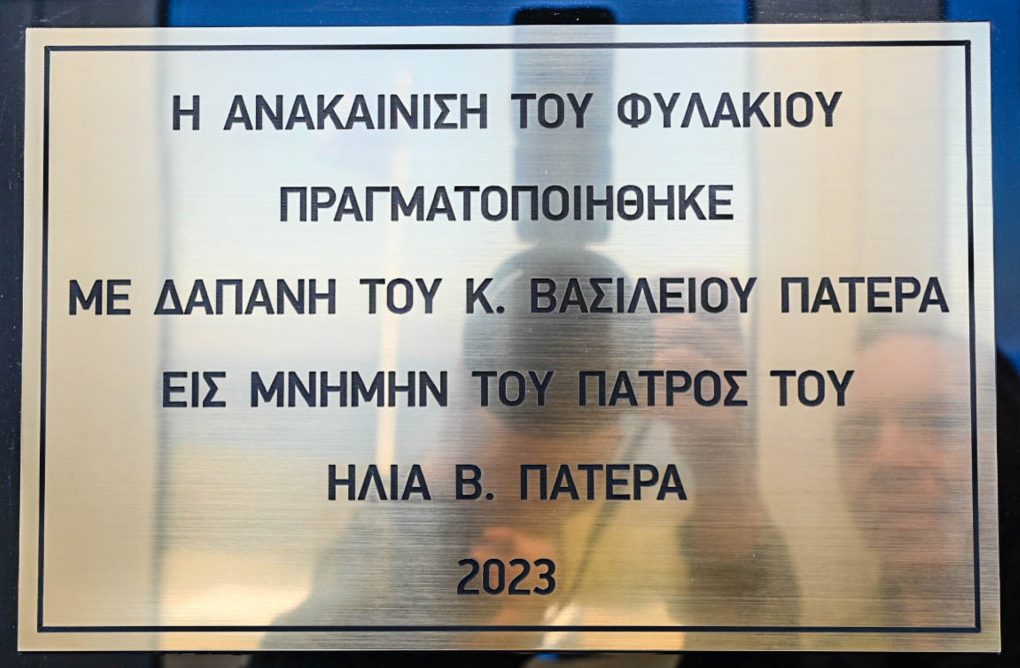 Η ΑΝΑΚΑΙΝΙΣΗ ΤΟΥ ΦΥΛΑΚΙΟΥ
ΠΡΑΓΜΑΤΟΠΟΙΗΘΗΚΕ
ΜΕ ΔΑΠΑΝΗ ΤΟΥ Κ. ΒΑΣΙΛΕΙΟΥ ΠΑΤΕΡΑ
ΕΙΣ ΜΝΗΜΗΝ ΤΟΥ ΠΑΤΡΟΣ ΤΟΥ
ΗΛΙΑ Β. ΠΑΤΕΡΑ
2023